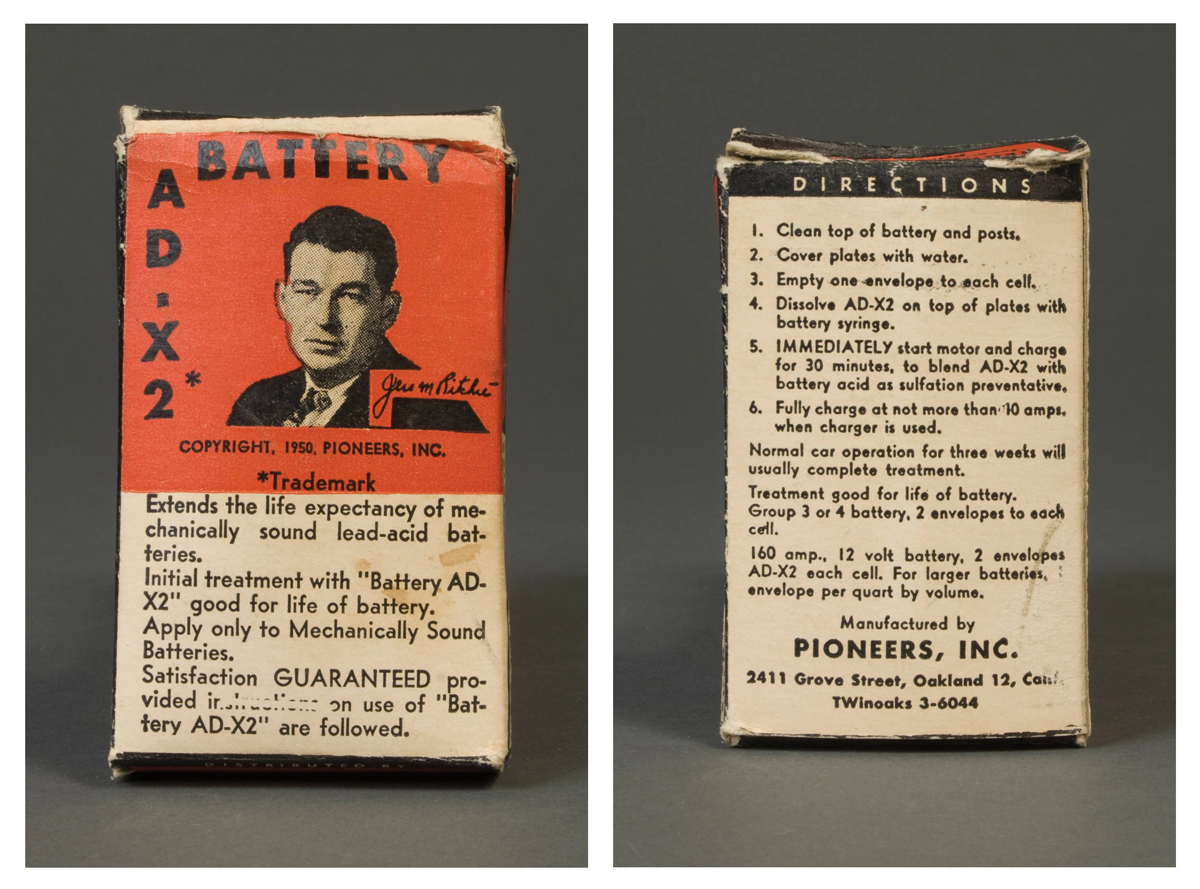 BATTERY
AD-X2*
Jess M Ritchie
COPYRIGHT, 1950, PIONEERS, INC.
*Trademark
Extends the life expectancy of me-
chanically sound lead-acid bat-
teries.
Initial treatment with "Battery AD-
X2" good for life of battery.
Apply only to Mechanically Sound
Batteries.
Satisfaction GUARANTEED pro-
vided instructions on use of "Bat-
tery AD-X2" are followed.
DISTRIBUTED BY
DIRECTIONS
1. Clean top of battery and posts.
2. Cover plates with water.
3. Empty one envelope to each cell.
4. Dissolve AD-X2 on top of plates with
battery syringe.
5. IMMEDIATELY start motor and charge
for 30 minutes, to blend AD-X2 with
battery acid as sulfation preventative.
6. Fully charge at not more than 10 amps.
when charger is used.
Normal car operation for three weeks will
usually complete treatment.
Treatment good for life of battery.
Group 3 or 4 battery, 2 envelopes to each
cell.
160 amp., 12 volt battery, 2 envelopes
AD-X2 each cell. For larger batteries,
envelope per quart by volume.
Manufactured by
PIONEERS, INC.
2411 Grove Street, Oakland 12, Calif.
TWinoaks 3-6044